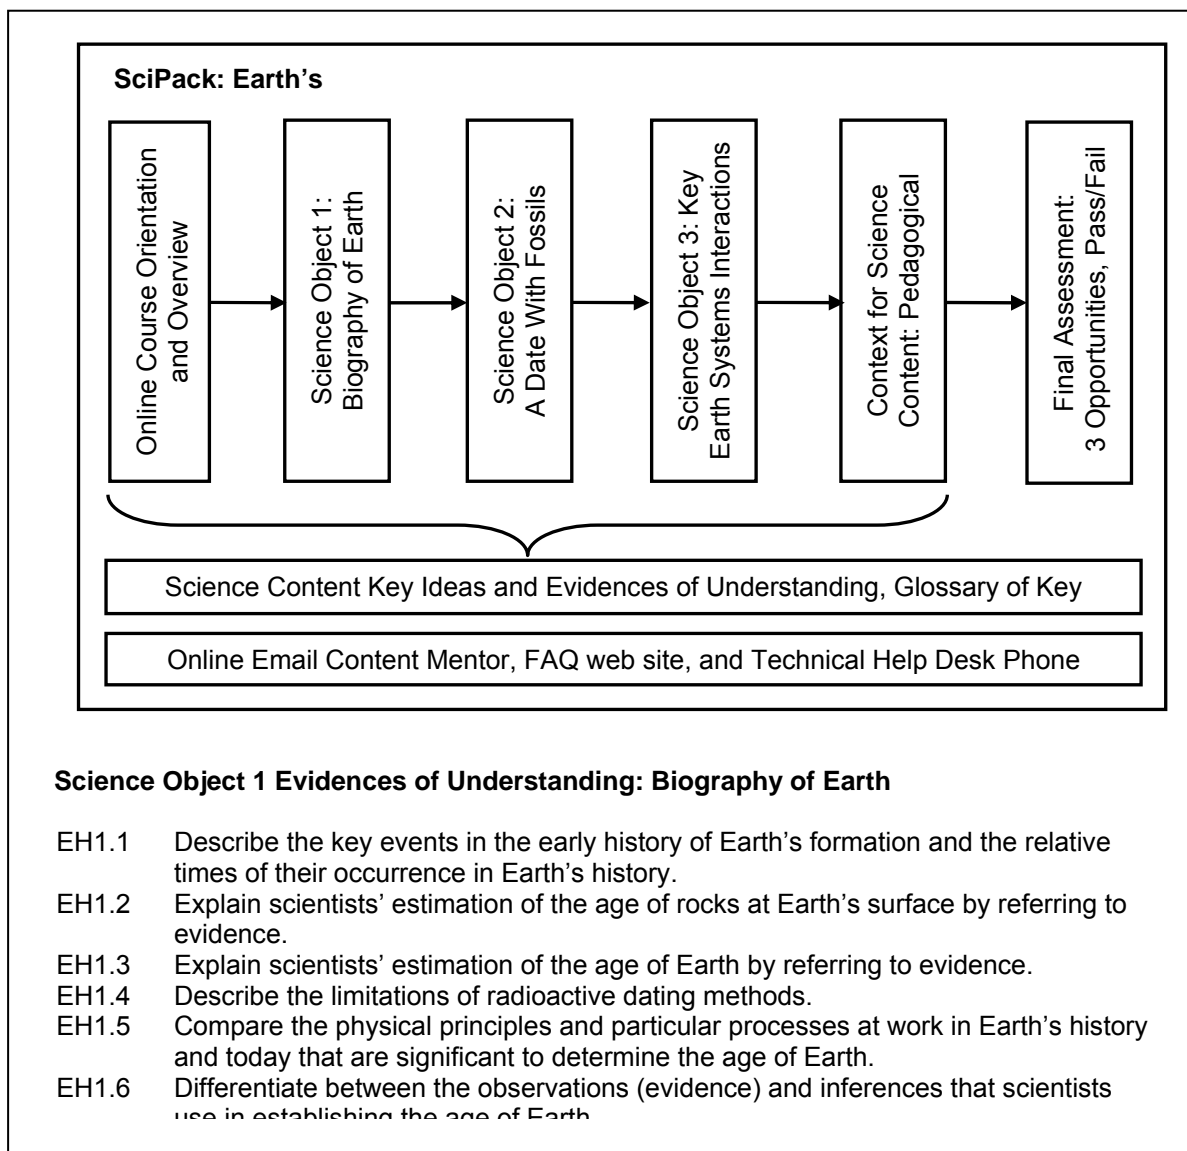 SciPack: Earth's
Online Course Orientation
and Overview
Science Object 1:
Biography of Earth
Science Object 2:
A Date With Fossils
Science Object 3: Key
Earth Systems Interactions
Context for Science
Content: Pedagogical
Final Assessment:
3 Opportunities, Pass/Fail
Science Content Key Ideas and Evidences of Understanding, Glossary of Key
Online Email Content Mentor, FAQ web site, and Technical Help Desk Phone
Science Object 1 Evidences of Understanding: Biography of Earth
EH1.1 Describe the key events in the early history of Earth's formation and the relative
times of their occurrence in Earth's history.
EH1.2 Explain scientists' estimation of the age of rocks at Earth's surface by referring to
evidence.
EH1.3 Explain scientists' estimation of the age of Earth by referring to evidence.
EH1.4 Describe the limitations of radioactive dating methods.
EH1.5 Compare the physical principles and particular processes at work in Earth's history
and today that are significant to determine the age of Earth.
EH1.6 Differentiate between the observations (evidence) and inferences that scientists
use in establishing the age of Earth